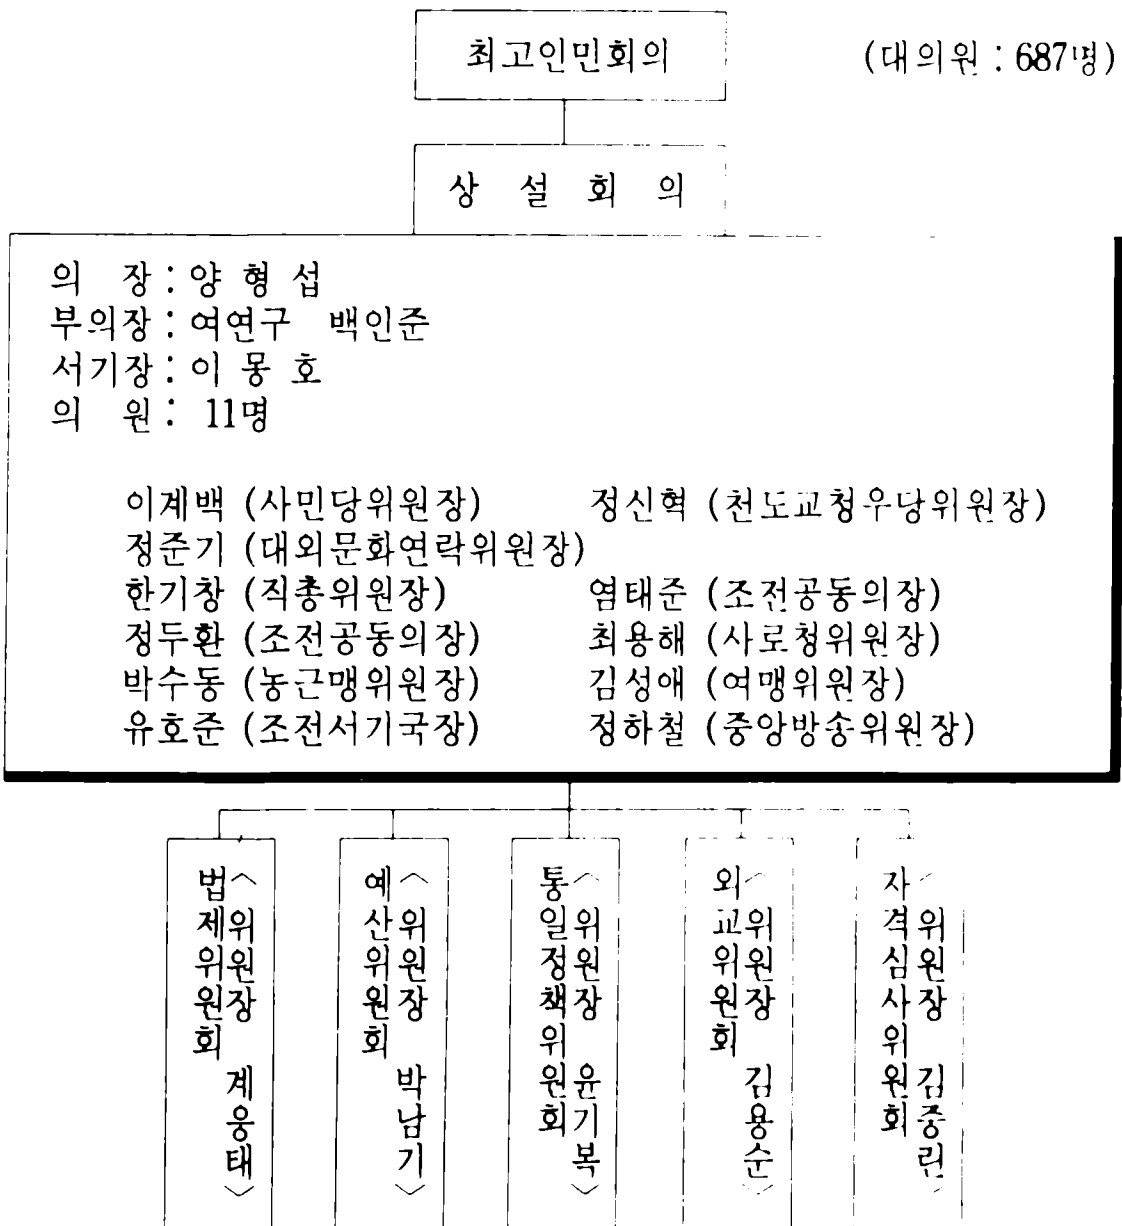 최고인민회의 (대의원 : 687명)
상 설 회 의
의 장 : 양 형 섭
부의장 : 여연구 백인준
서기장 : 이 몽 호
의 원 : 11명
이계백 (사민당위원장) 정신혁 (천도교청우당위원장)
정준기 (대외문화연락위원장)
한기창 (직총위원장) 염태준 (조전공동의장)
정두환 (조전공동의장) 최용해 (사로청위원장)
박수동 (농근맹위원장) 김성애 (여맹위원장)
유호준 (조전서기국장) 정하철 (중앙방송위원장)
법제위원회
〈위원장 계응태〉
예산위원회
〈위원장 박남기〉
통일정책위원회
〈위원장 윤기복〉
외교위원회
〈위원장 김용순〉
자격심사위원회
〈위원장 김중린〉